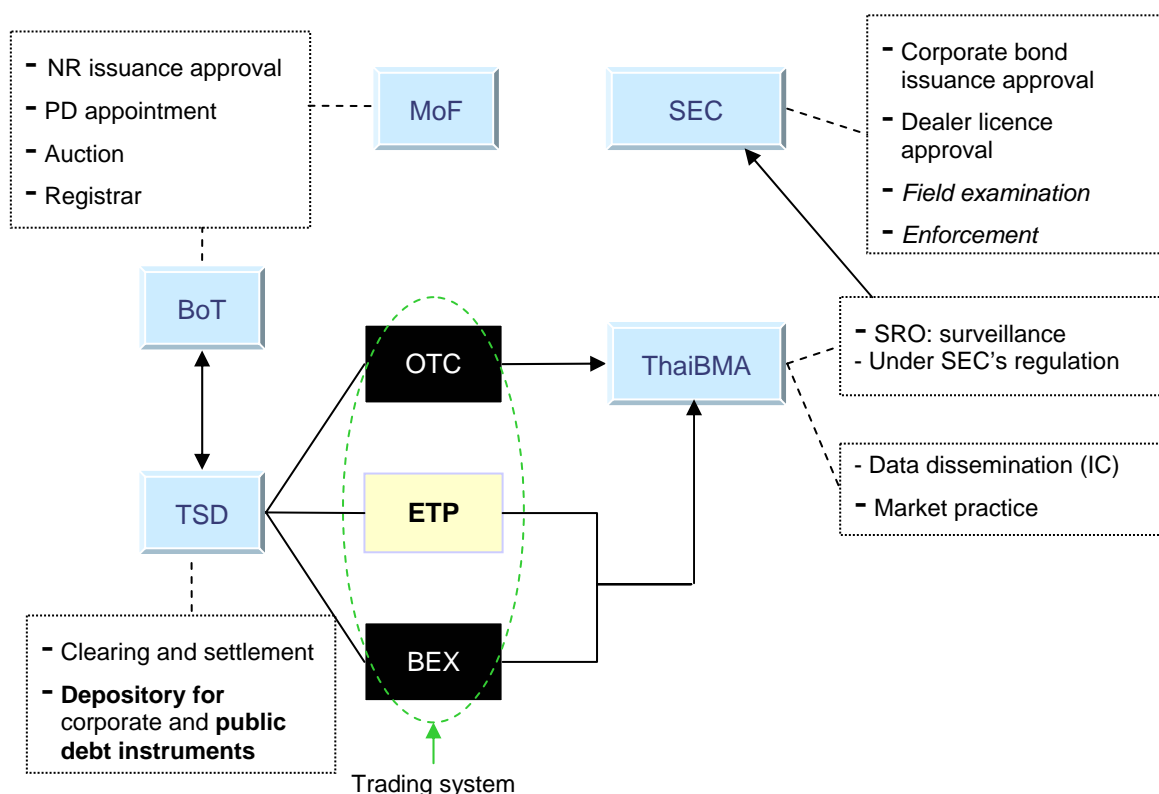 - NR issuance approval
- PD appointment
- Auction
- Registrar
MoF
SEC
- Corporate bond
issuance approval
- Dealer licence
approval
- Field examination
- Enforcement
BoT
OTC
ThaiBMA
- SRO: surveillance
- Under SEC’s regulation
- Data dissemination (IC)
- Market practice
TSD
ETP
BEX
- Clearing and settlement
- Depository for
corporate and public
debt instruments
Trading system